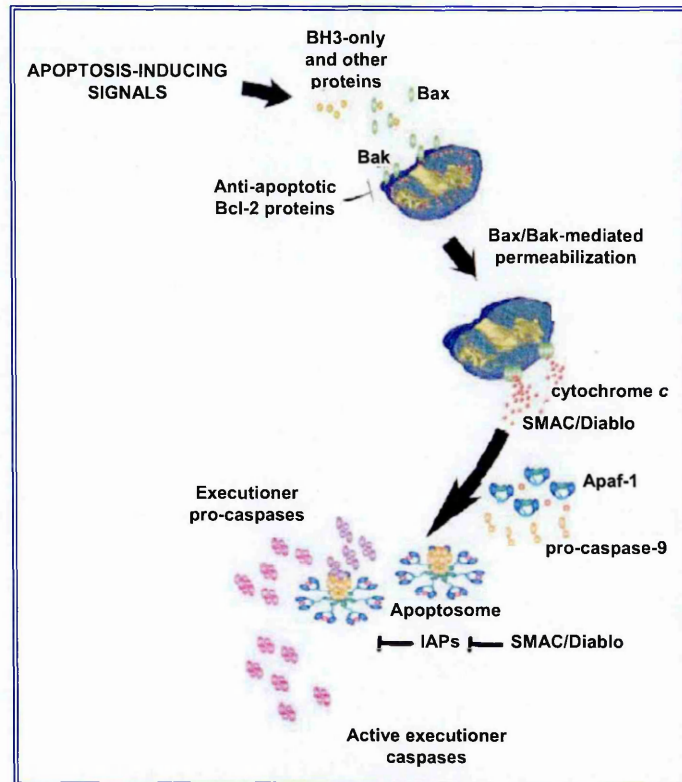 BH3-only
and other
proteins
APOPTOSIS-INDUCING
SIGNALS
Bax
Bak
Anti-apoptotic
Bcl-2 proteins
Bax/Bak-mediated
permeabilization
cytochrome c
SMAC/Diablo
Executioner
pro-caspases
Apaf-1
pro-caspase-9
Apoptosome
IAPs
SMAC/Diablo
Active executioner
caspases